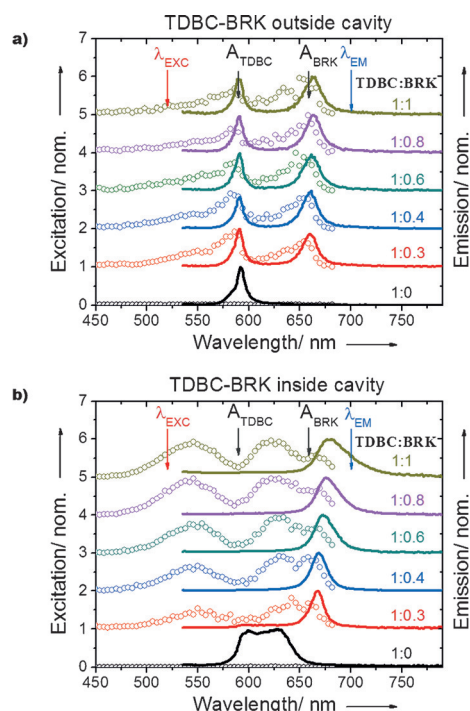 TDBC-BRK outside cavity
a)
λEXC
ATDBC
ABRK
λEM
TDBC:BRK
1:1
1:0.8
1:0.6
1:0.4
1:0.3
1:0
Excitation/ nom.
Emission/ nom.
7
6
5
4
3
2
1
0
450 500 550 600 650 700 750
Wavelength/ nm
TDBC-BRK inside cavity
b)
λEXC
ATDBC
ABRK
λEM
TDBC:BRK
1:1
1:0.8
1:0.6
1:0.4
1:0.3
1:0
Excitation/ nom.
Emission/ nom.
7
6
5
4
3
2
1
0
450 500 550 600 650 700 750
Wavelength/ nm